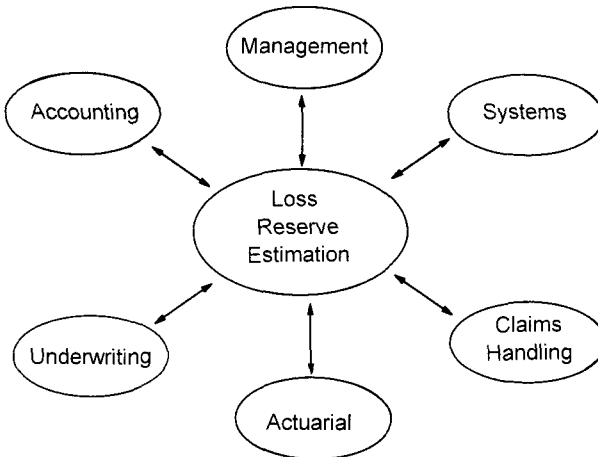 Management
Accounting
Systems
Loss
Reserve
Estimation
Underwriting
Claims
Handling
Actuarial